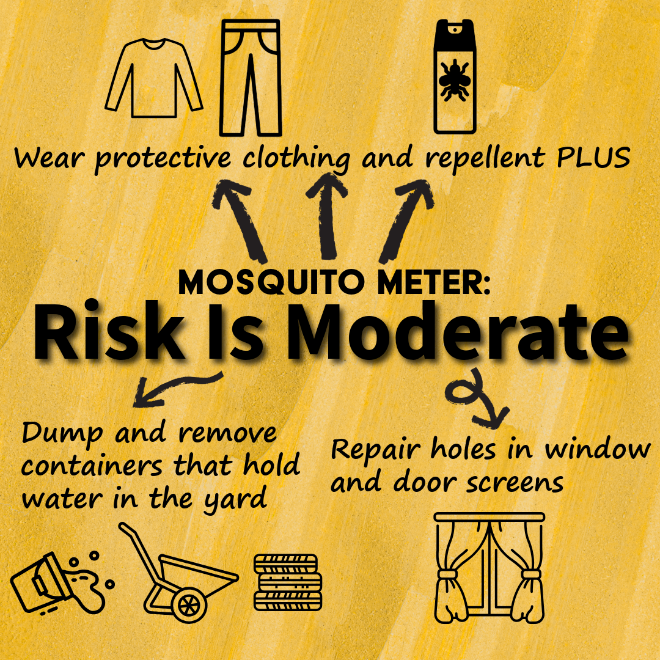 Wear protective clothing and repellent PLUS
MOSQUITO METER:
Risk Is Moderate
Dump and remove
containers that hold
water in the yard
Repair holes in window
and door screens